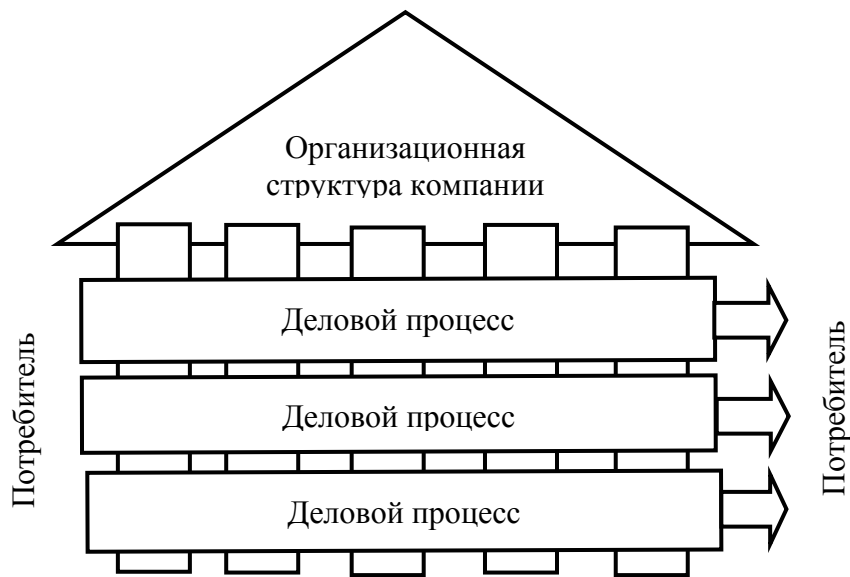 Организационная
структура компании
Деловой процесс
Деловой процесс
Деловой процесс
Потребитель
Потребитель